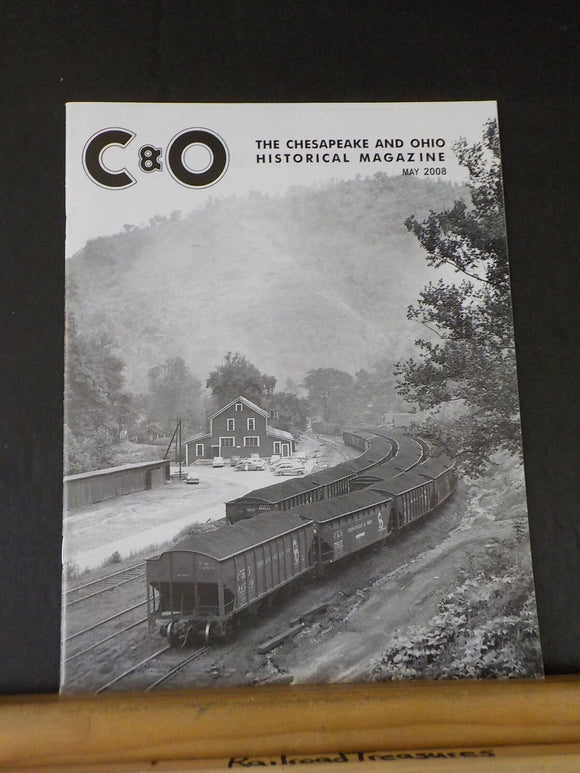 C&O
THE CHESAPEAKE AND OHIO
HISTORICAL MAGAZINE
MAY 2008
Railroad Treasures